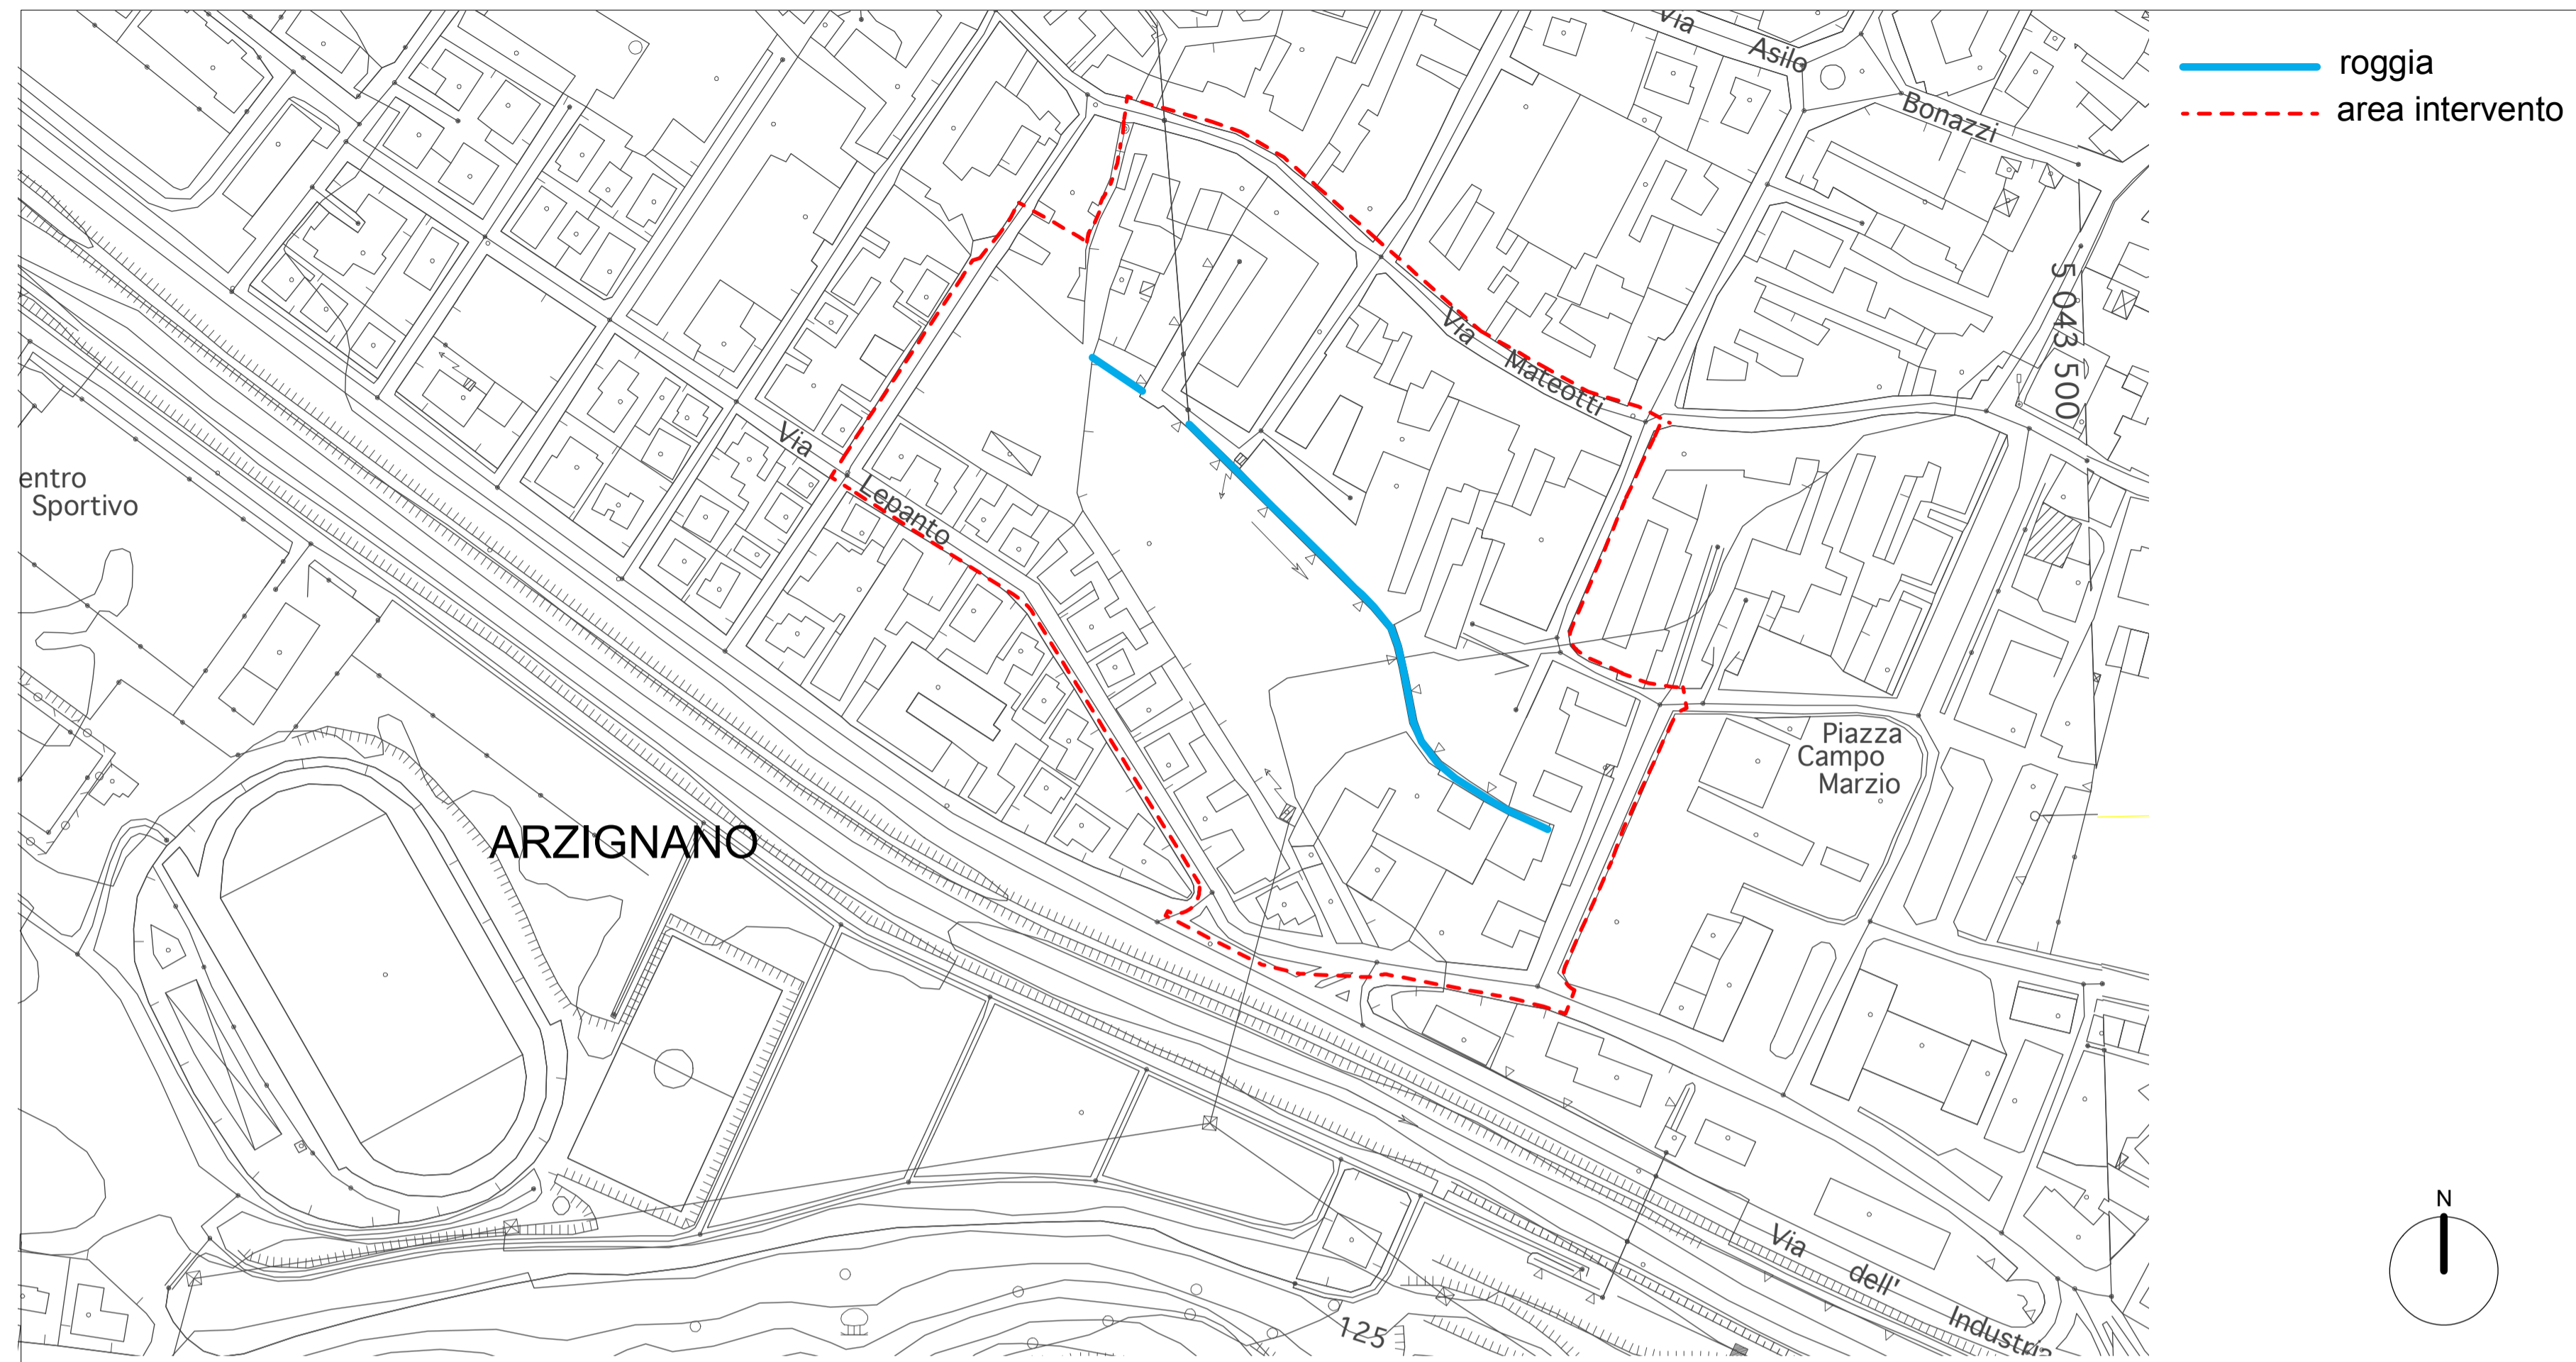 Via Asilo
Bonazzi
roggia
area intervento
5 043 500
Via Mateotti
Via Lepanto
entro
Sportivo
Piazza
Campo
Marzio
ARZIGNANO
N
Via dell' Industria
125